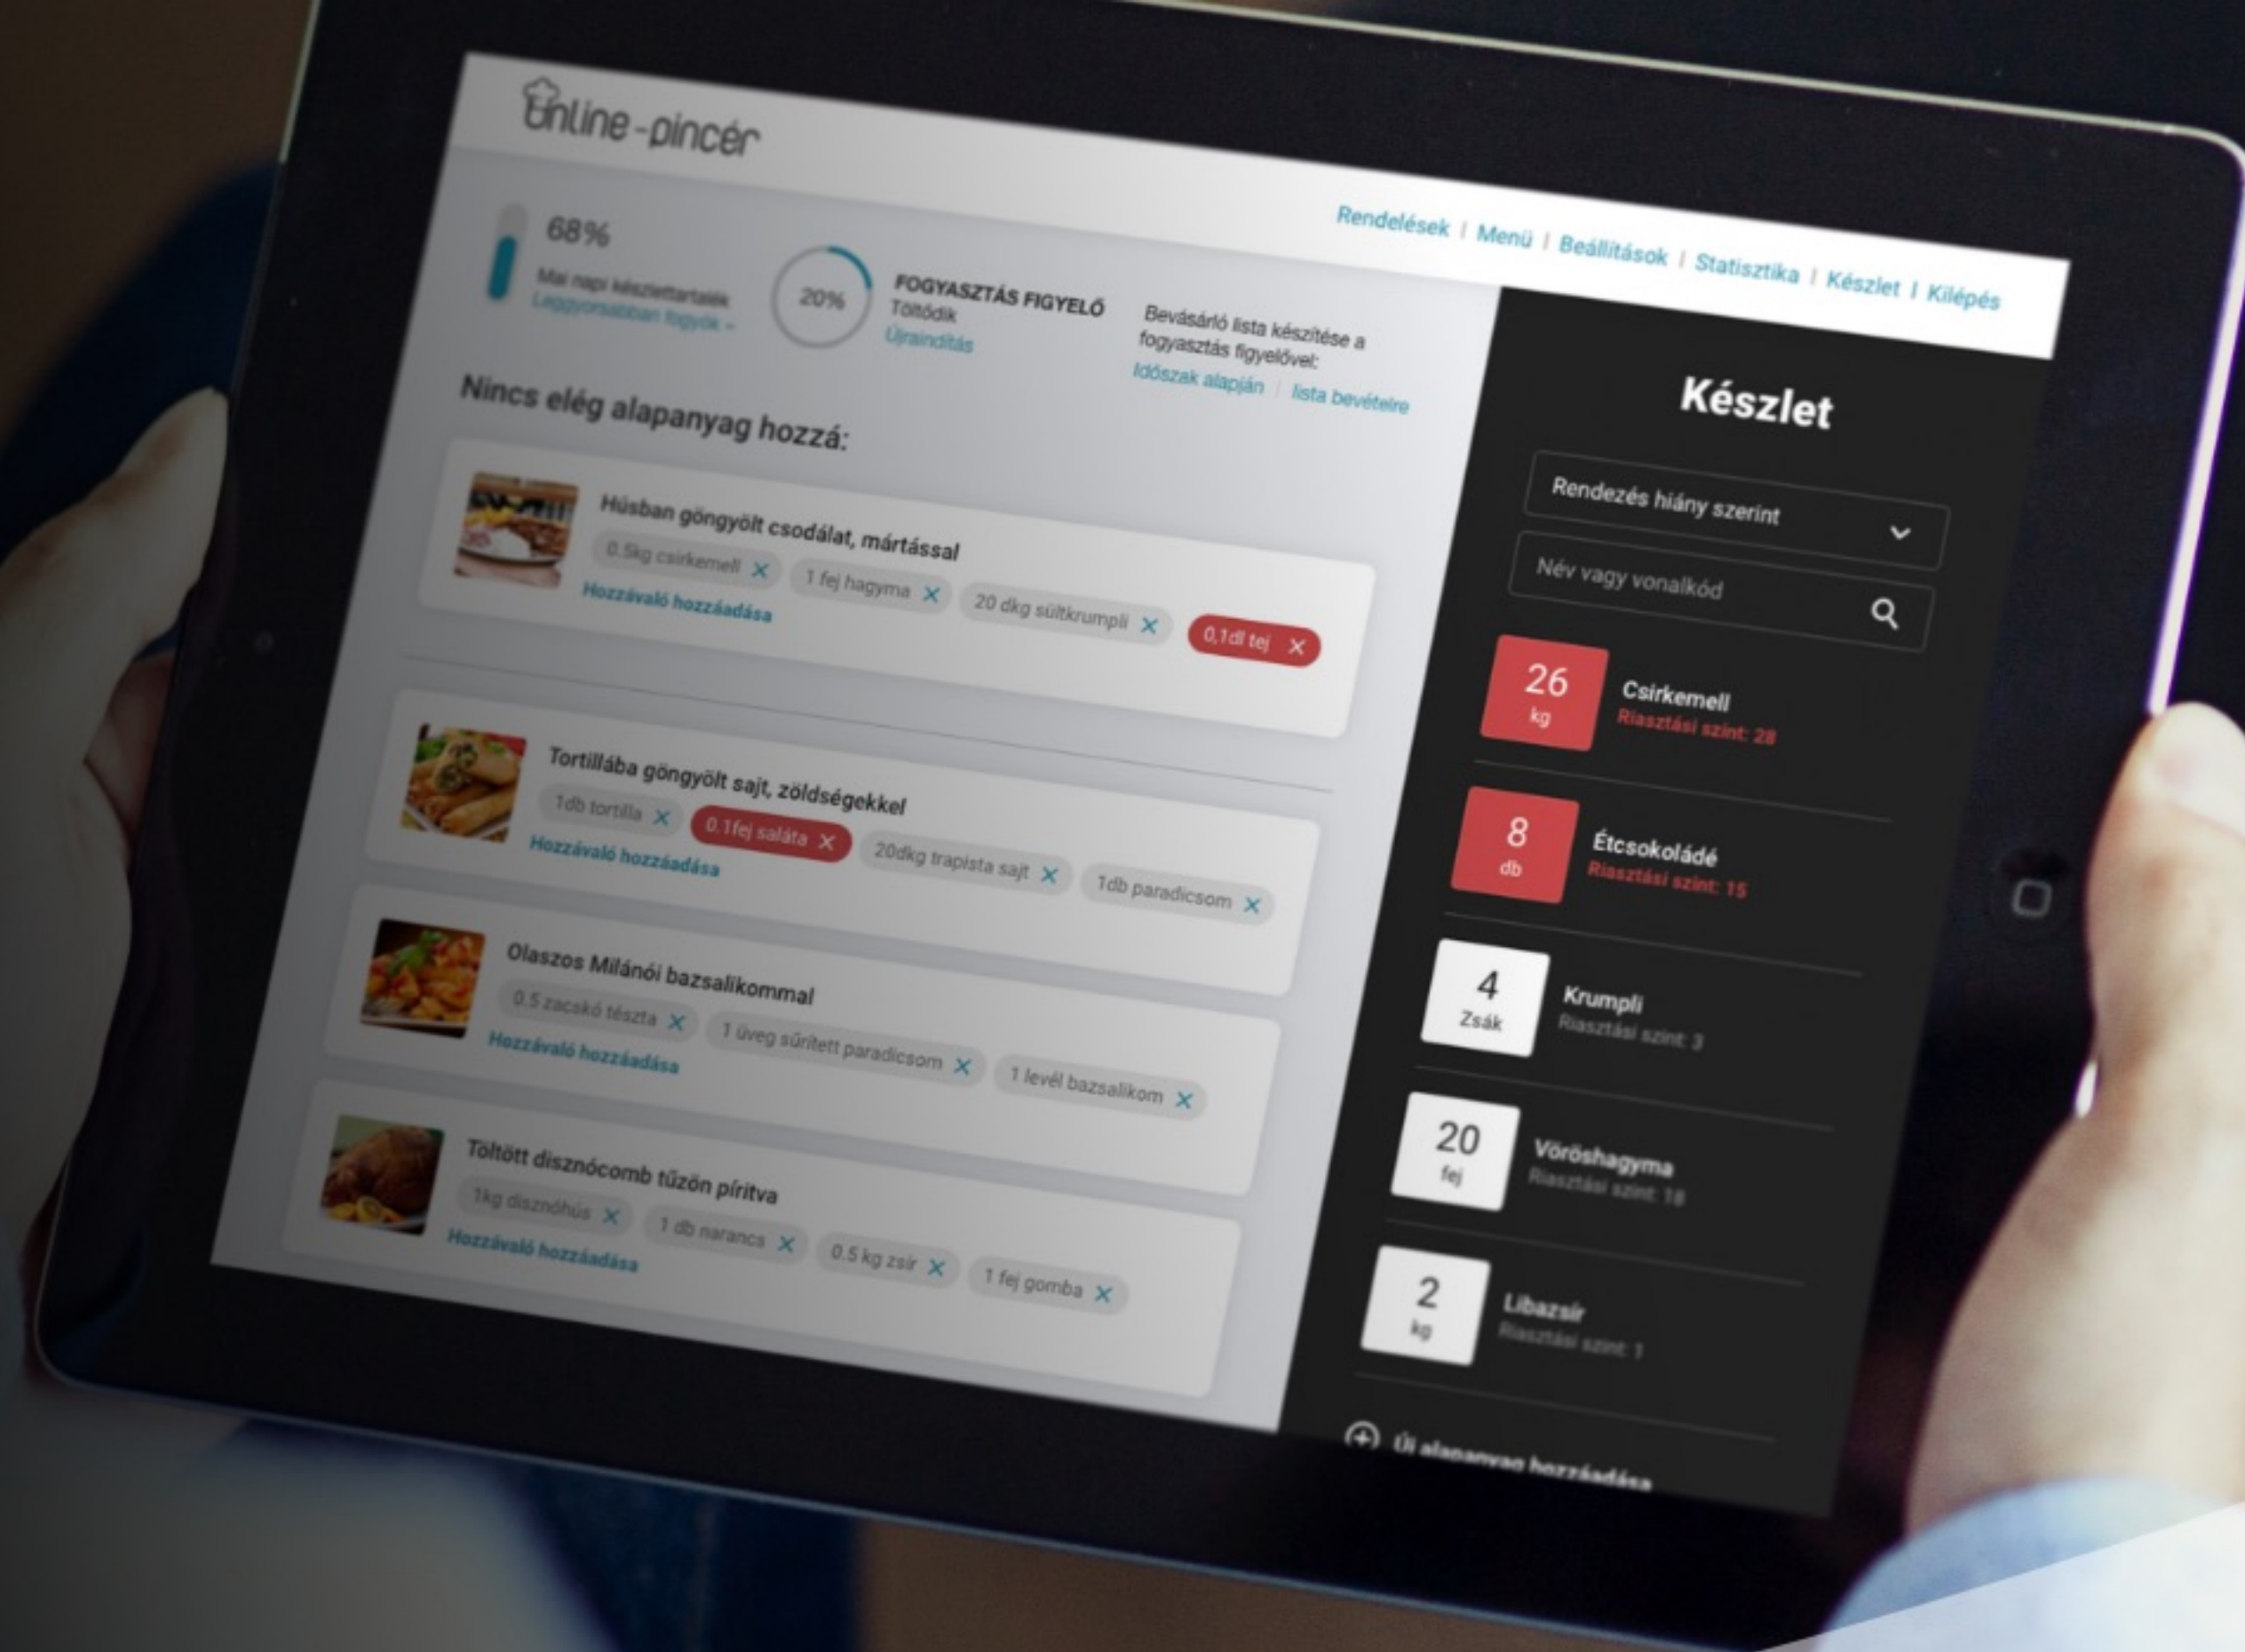 online-pincér
Rendelések | Menü | Beállítások | Statisztika | Készlet | Kilépés
68%
Mai napi készlettartalék
Leggyorsabban fogyók –
20%
FOGYASZTÁS FIGYELŐ
Töltődik
Újraindítás
Bevásárló lista készítése a
fogyasztás figyelővel:
Időszak alapján | lista bevételre
Nincs elég alapanyag hozzá:
Húsban göngyölt csodálat, mártással
0.5kg csirkemell ✕ 1 fej hagyma ✕ 20 dkg sültkrumpli ✕ 0,1dl tej ✕
Hozzávaló hozzáadása
Tortillába göngyölt sajt, zöldségekkel
1db tortilla ✕ 0.1fej saláta ✕ 20dkg trapista sajt ✕ 1db paradicsom ✕
Hozzávaló hozzáadása
Olaszos Milánói bazsalikommal
0.5 zacskó tészta ✕ 1 üveg sűrített paradicsom ✕ 1 levél bazsalikom ✕
Hozzávaló hozzáadása
Töltött disznócomb tűzön pirítva
1kg disznóhús ✕ 1 db narancs ✕ 0.5 kg zsír ✕ 1 fej gomba ✕
Hozzávaló hozzáadása
Készlet
Rendezés hiány szerint
Név vagy vonalkód
26
kg
Csirkemell
Riasztási szint: 28
8
db
Étcsokoládé
Riasztási szint: 15
4
Zsák
Krumpli
Riasztási szint: 3
20
fej
Vöröshagyma
Riasztási szint: 18
2
kg
Libazsír
Riasztási szint: 1
Új alapanyag hozzáadása